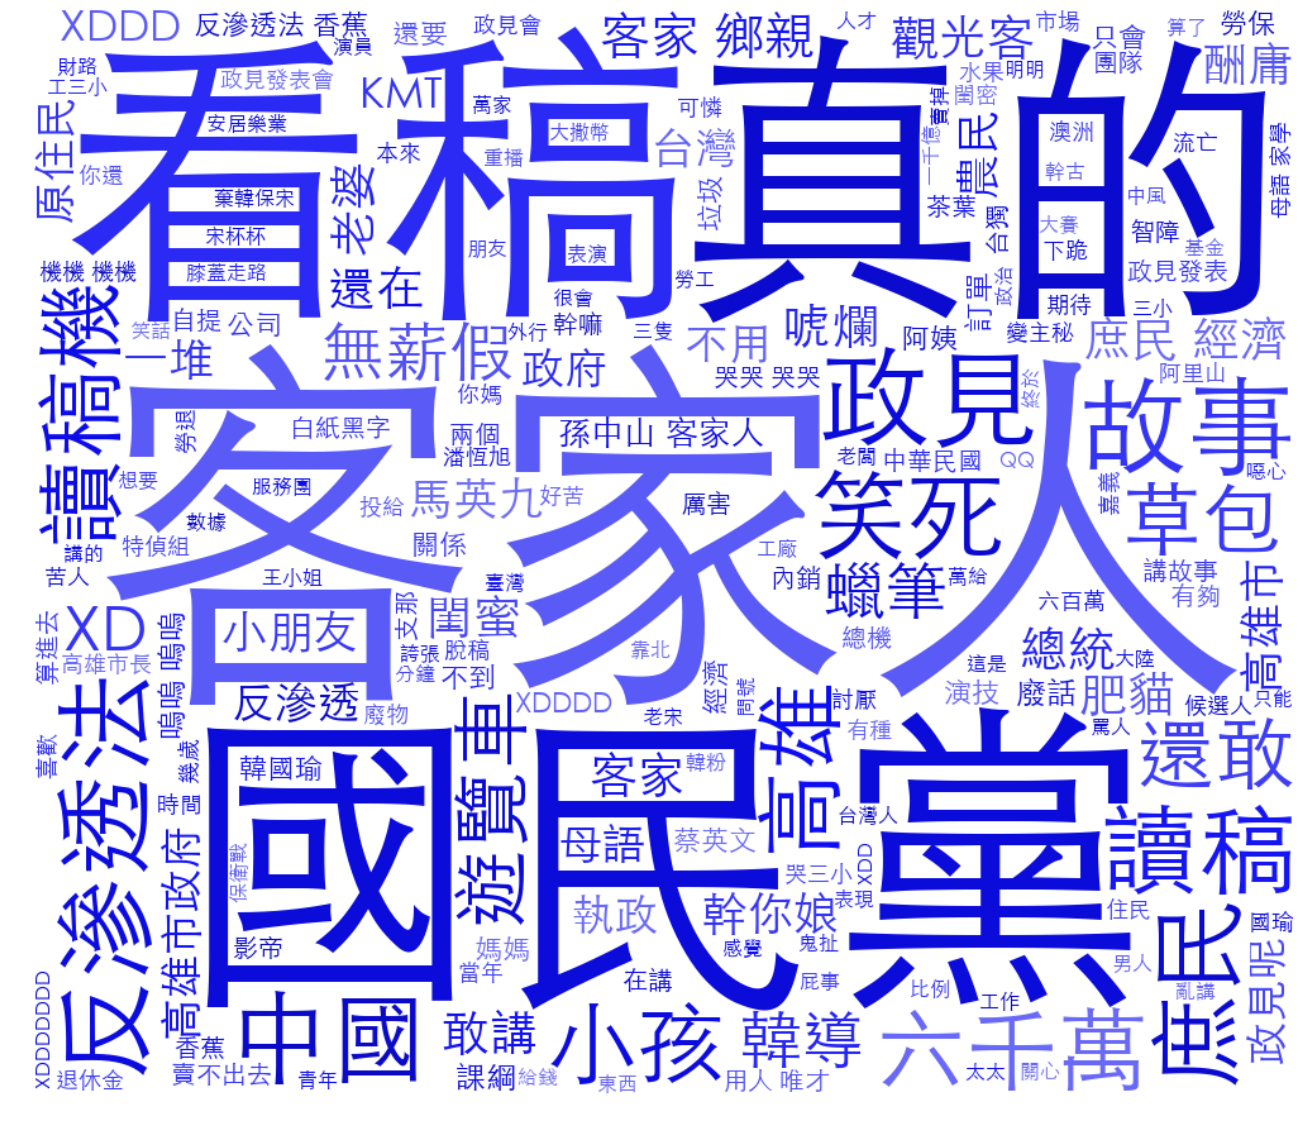 XDDD
反滲透法 香蕉
演員
還要
政見會
客家 鄉親
人才
觀光客
市場
只會
算了
勞保
財路
工三小
政見發表會
KMT
萬家
大撒幣
可憐
水果
明明
團隊
酬庸
原住民
安居樂業
本來
重播
台灣
賣掉
閨密
一千億
農民
澳洲
流亡
母語 家學
看稿
真的
你還
棄韓保宋
老婆
垃圾
茶葉
幹古
中風
宋杯杯
朋友
表演
台獨
大賽
下跪
智障
基金
機機 機機
膝蓋走路
還在
勞工
訂單
政治
期待
政見發表
三小
讀稿機
笑話
自提
公司
很會
幹嘛
外行
三隻
不用
唬爛
阿姨
變主秘
庶民 經濟
一堆
無薪假
政府
哭哭 哭哭
政見
終於
阿里山
故事
你媽
客家人
勞退
白紙黑字
兩個
孫中山 客家人
老闆
中華民國
QQ
噁心
潘恆旭
想要
服務團
投給
馬英九
好苦
厲害
笑死
嘉義
草包
數據
講的
特偵組
關係
工廠
苦人
王小姐
臺灣
內銷
蠟筆
萬給
講故事
有夠
高雄市
XD
小朋友
支那
閨蜜
六百萬
算進去
高雄市長
嗚嗚 嗚嗚
誇張
脫稿
靠北
總機
總統
這是
大陸
分鐘
不到
經濟
問號
演技
廢話
肥貓
候選人
只能
反滲透
廢物
XDDDD
老宋
討厭
有種
罵人
喜歡
反滲透法
幾歲
國民黨
遊覽車
高雄
還敢
韓國瑜
客家
韓粉
時間
台灣人
讀稿
高雄市政府
保衛戰
母語
蔡英文
哭三小
XDD
表現
執政
幹你娘
住民
庶民
國瑜
影帝
媽媽
當年
感覺
鬼扯
男人
政見呢
在講
屁事
比例
工作
亂講
XDDDDDDD
中國
敢講
小孩
韓導
六千萬
香蕉
退休金
賣不出去
青年
課綱
給錢
東西
用人 唯才
太太
關心